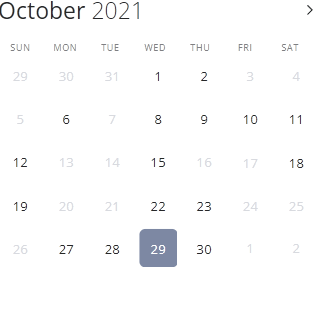 October 2021
SUN MON TUE WED THU FRI SAT
29 30 31 1 2 3 4
5 6 7 8 9 10 11
12 13 14 15 16 17 18
19 20 21 22 23 24 25
26 27 28 29 30 1 2